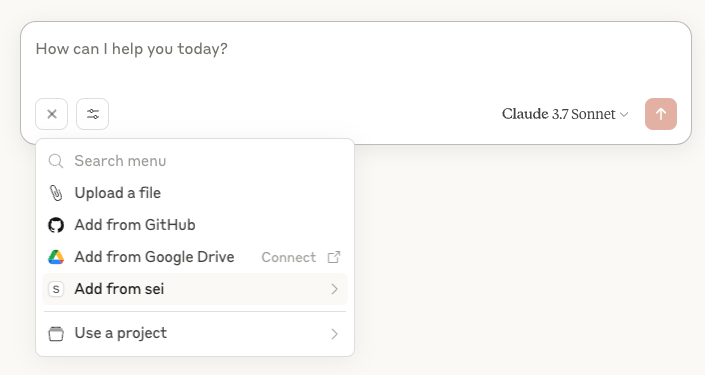 How can I help you today?
Claude 3.7 Sonnet
Search menu
Upload a file
Add from GitHub
Add from Google Drive Connect
S Add from sei
Use a project